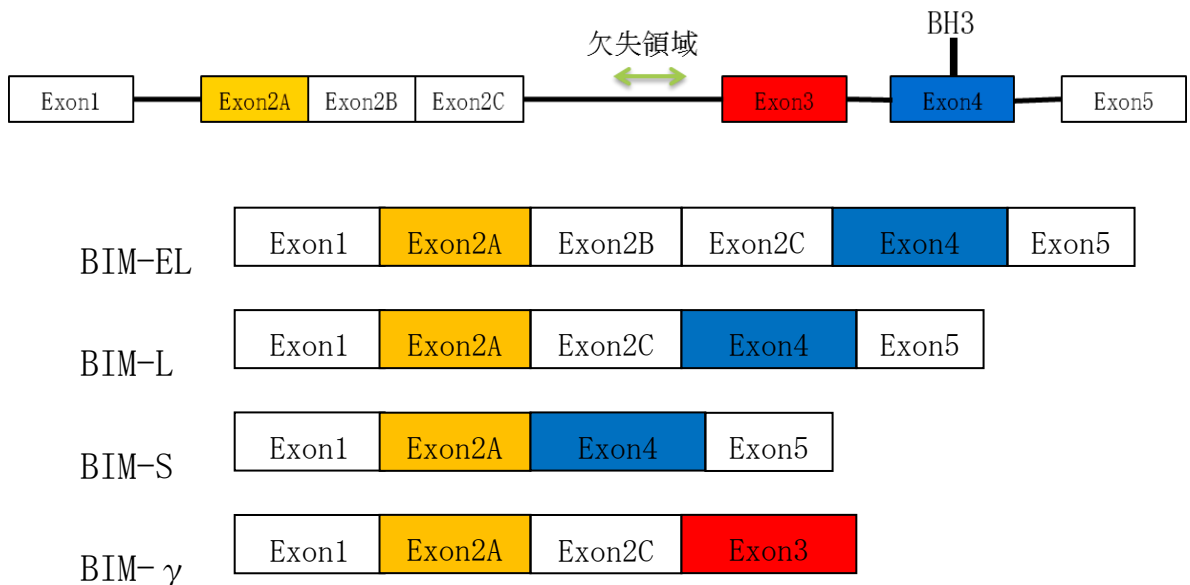 BH3
欠失領域
Exon1 Exon2A Exon2B Exon2C Exon3 Exon4 Exon5
BIM-EL Exon1 Exon2A Exon2B Exon2C Exon4 Exon5
BIM-L Exon1 Exon2A Exon2C Exon4 Exon5
BIM-S Exon1 Exon2A Exon4 Exon5
BIM-γ Exon1 Exon2A Exon2C Exon3